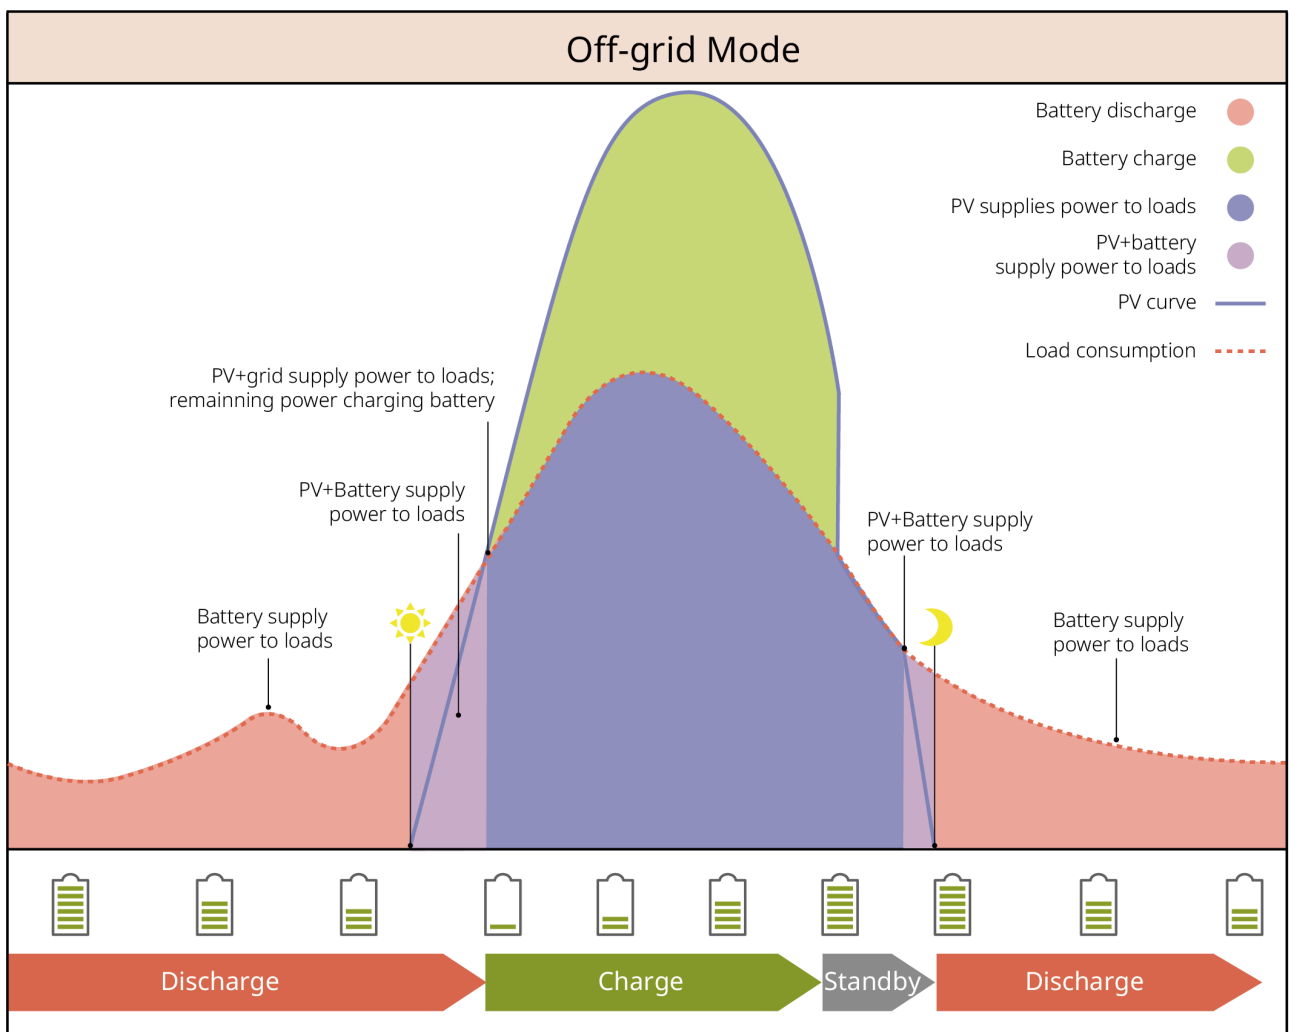 Off-grid Mode
Battery discharge
Battery charge
PV supplies power to loads
PV+battery
supply power to loads
PV curve
Load consumption
PV+grid supply power to loads;
remainning power charging battery
PV+Battery supply
power to loads
PV+Battery supply
power to loads
Battery supply
power to loads
Battery supply
power to loads
Discharge
Charge
Standby
Discharge